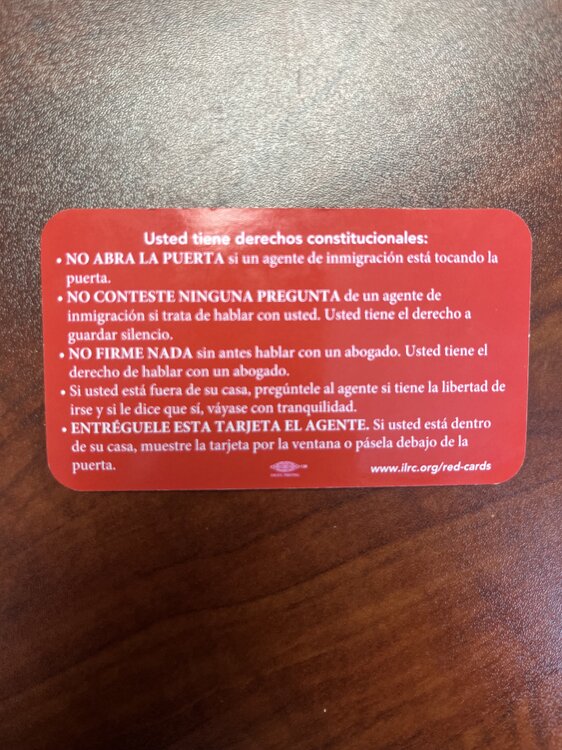 Usted tiene derechos constitucionales:
• NO ABRA LA PUERTA si un agente de inmigración está tocando la
puerta.
• NO CONTESTE NINGUNA PREGUNTA de un agente de
inmigración si trata de hablar con usted. Usted tiene el derecho a
guardar silencio.
• NO FIRME NADA sin antes hablar con un abogado. Usted tiene el
derecho de hablar con un abogado.
• Si usted está fuera de su casa, pregúntele al agente si tiene la libertad de
irse y si le dice que sí, váyase con tranquilidad.
• ENTRÉGUELE ESTA TARJETA EL AGENTE. Si usted está dentro
de su casa, muestre la tarjeta por la ventana o pásela debajo de la
puerta.
www.ilrc.org/red-cards